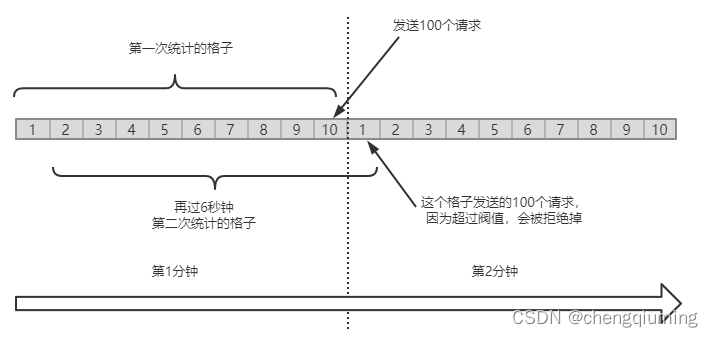 发送100个请求
第一次统计的格子
1 2 3 4 5 6 7 8 9 10 1 2 3 4 5 6 7 8 9 10
再过6秒钟
第二次统计的格子
这个格子发送的100个请求，
因为超过阀值，会被拒绝掉
第1分钟
第2分钟
CSDN @chengqiuming